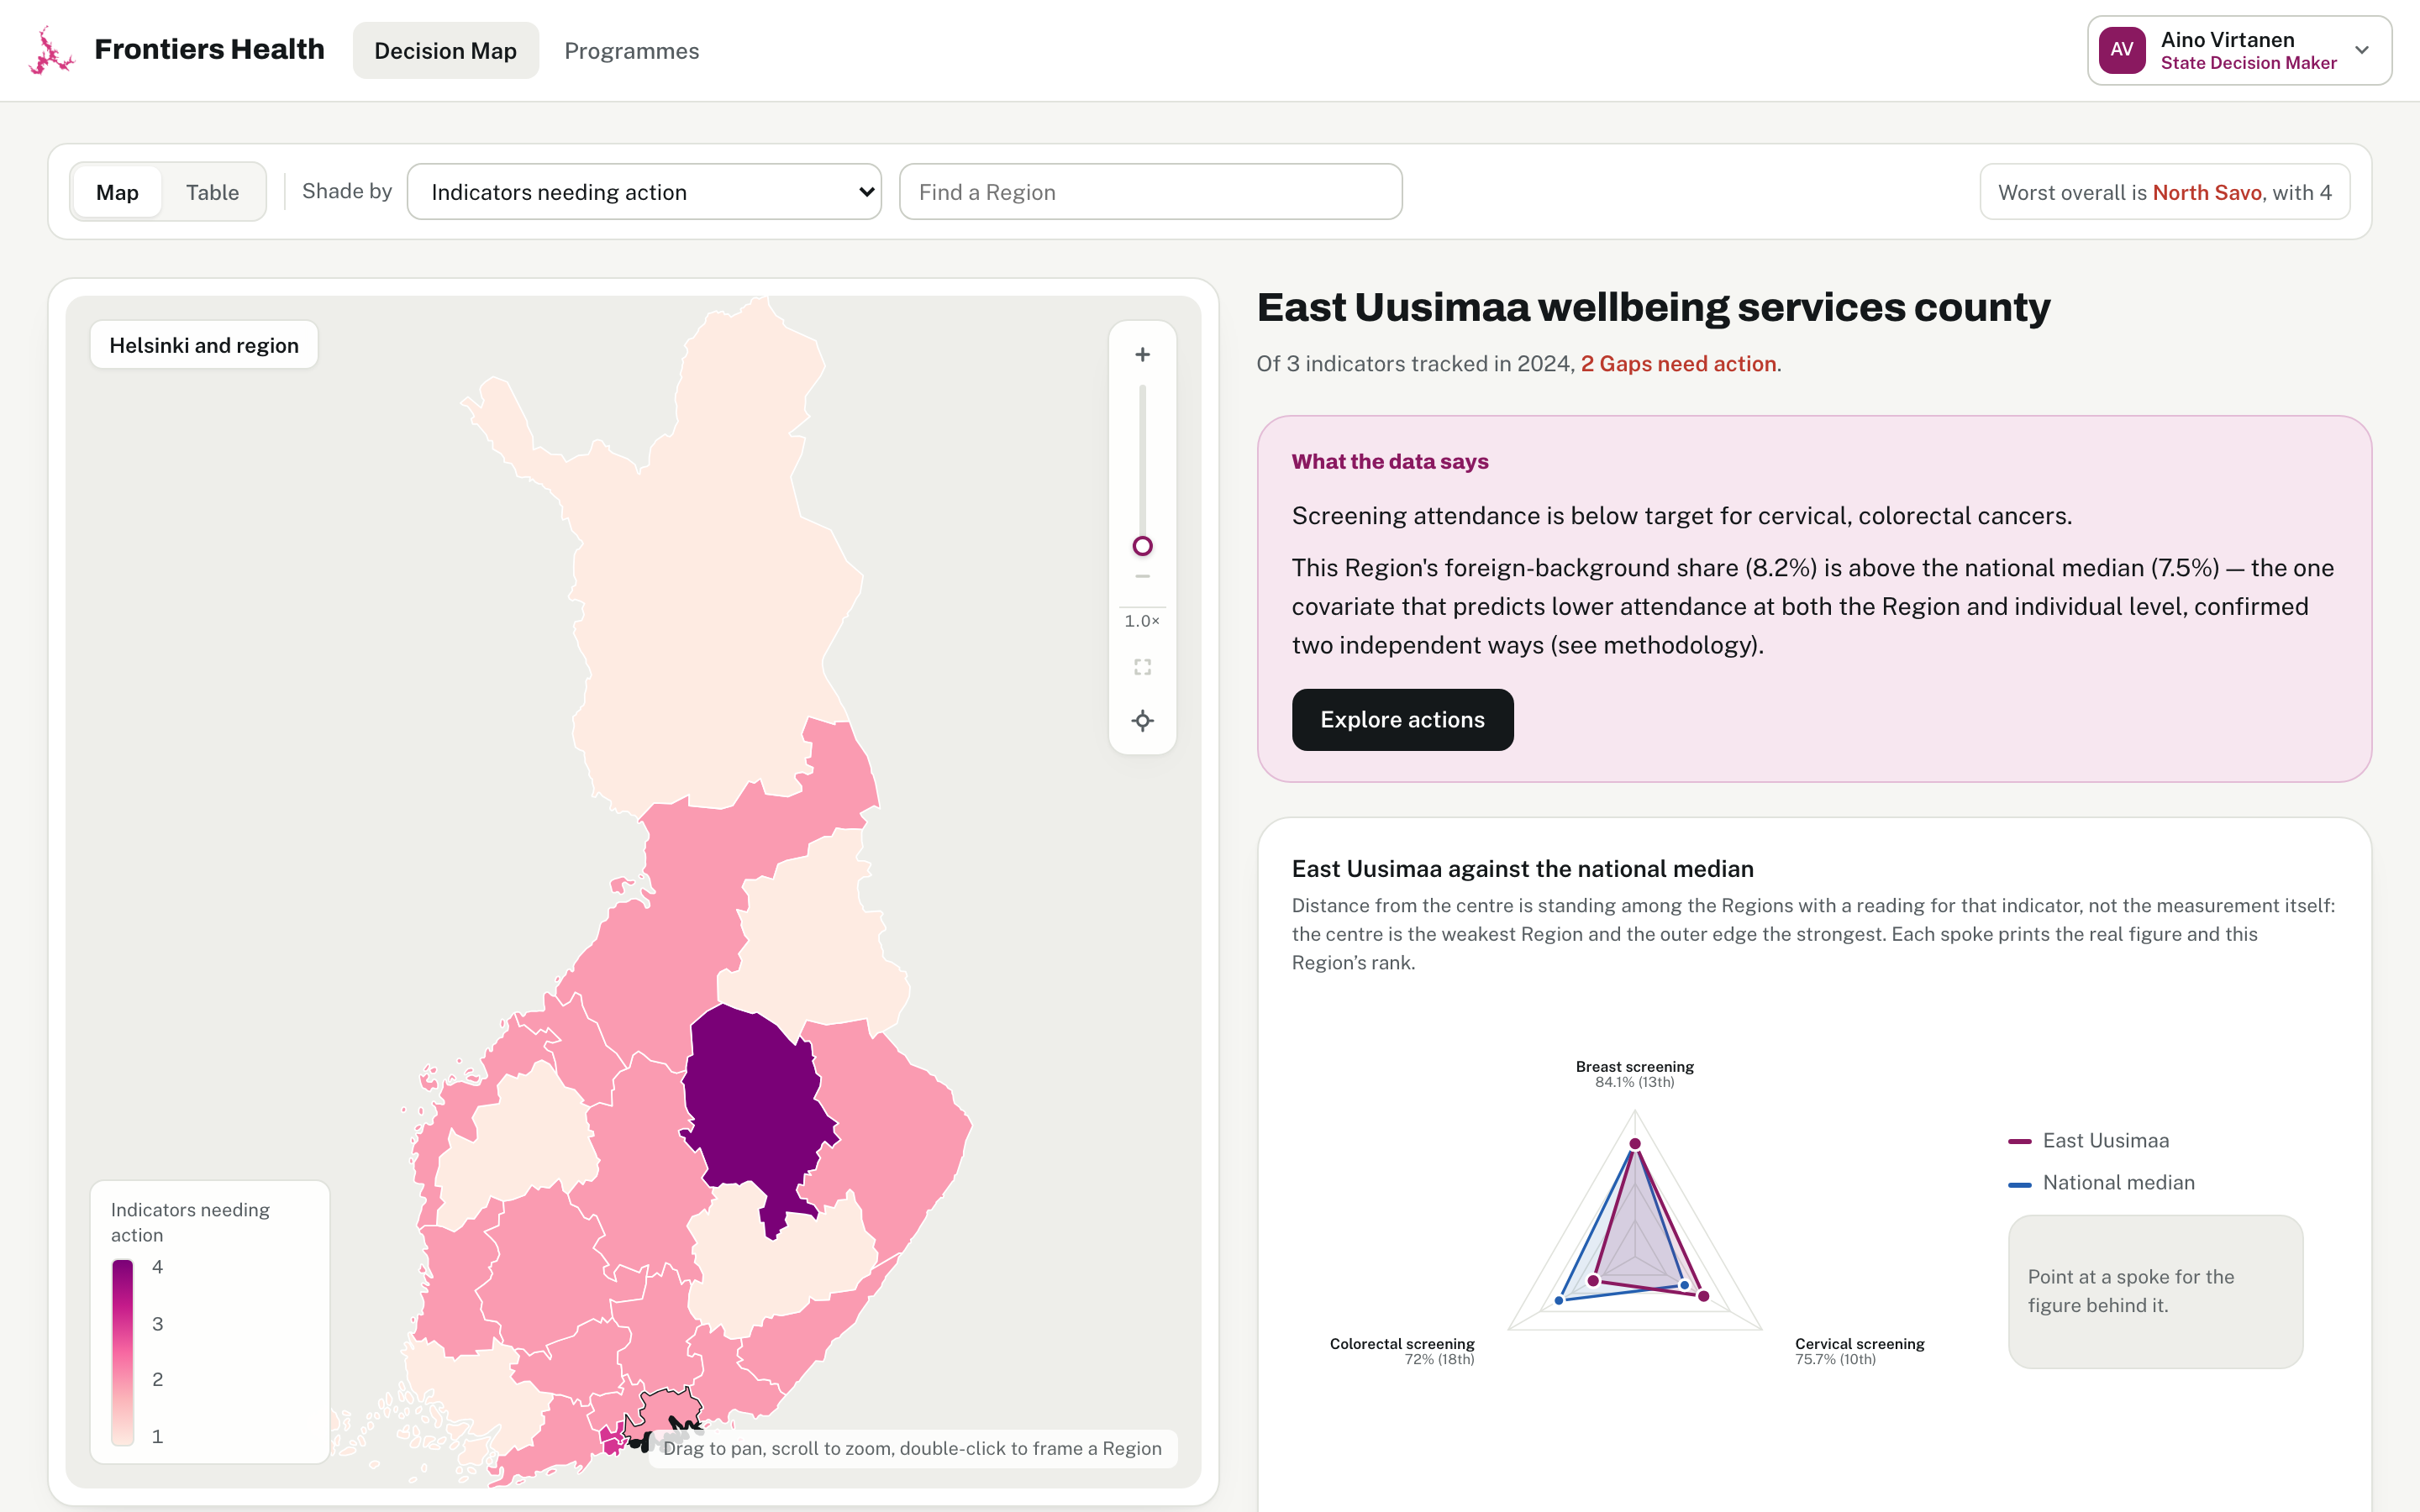 Frontiers Health
Decision Map
Programmes
AV
Aino Virtanen
State Decision Maker
Map
Table
Shade by
Indicators needing action
Find a Region
Worst overall is North Savo, with 4
Helsinki and region
+
−
1.0×
Indicators needing
action
4
3
2
1
Drag to pan, scroll to zoom, double-click to frame a Region
East Uusimaa wellbeing services county
Of 3 indicators tracked in 2024, 2 Gaps need action.
What the data says
Screening attendance is below target for cervical, colorectal cancers.
This Region's foreign-background share (8.2%) is above the national median (7.5%) — the one
covariate that predicts lower attendance at both the Region and individual level, confirmed
two independent ways (see methodology).
Explore actions
East Uusimaa against the national median
Distance from the centre is standing among the Regions with a reading for that indicator, not the measurement itself:
the centre is the weakest Region and the outer edge the strongest. Each spoke prints the real figure and this
Region’s rank.
Breast screening
84.1% (13th)
Colorectal screening
72% (18th)
Cervical screening
75.7% (10th)
East Uusimaa
National median
Point at a spoke for the
figure behind it.